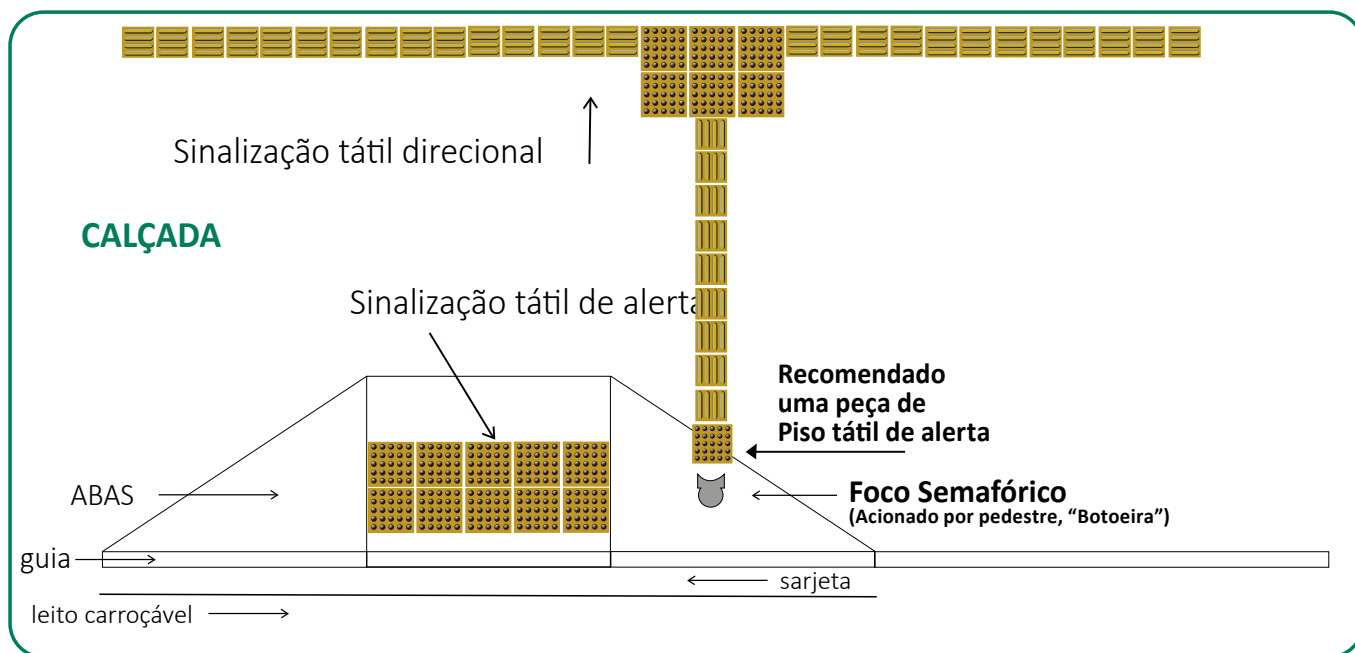 Sinalização tátil direcional
CALÇADA
Sinalização tátil de alerta
Recomendado
uma peça de
Piso tátil de alerta
ABAS
Foco Semafórico
(Acionado por pedestre, “Botoeira”)
guia
sarjeta
leito carroçável